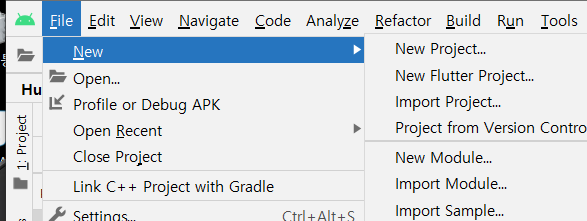 File Edit View Navigate Code Analyze Refactor Build Run Tools
New
New Project...
Open...
New Flutter Project...
Profile or Debug APK
Import Project...
Open Recent
Project from Version Contro
Close Project
New Module...
Link C++ Project with Gradle
Import Module...
Settings... Ctrl+Alt+S
Import Sample...
Hu
1: Project